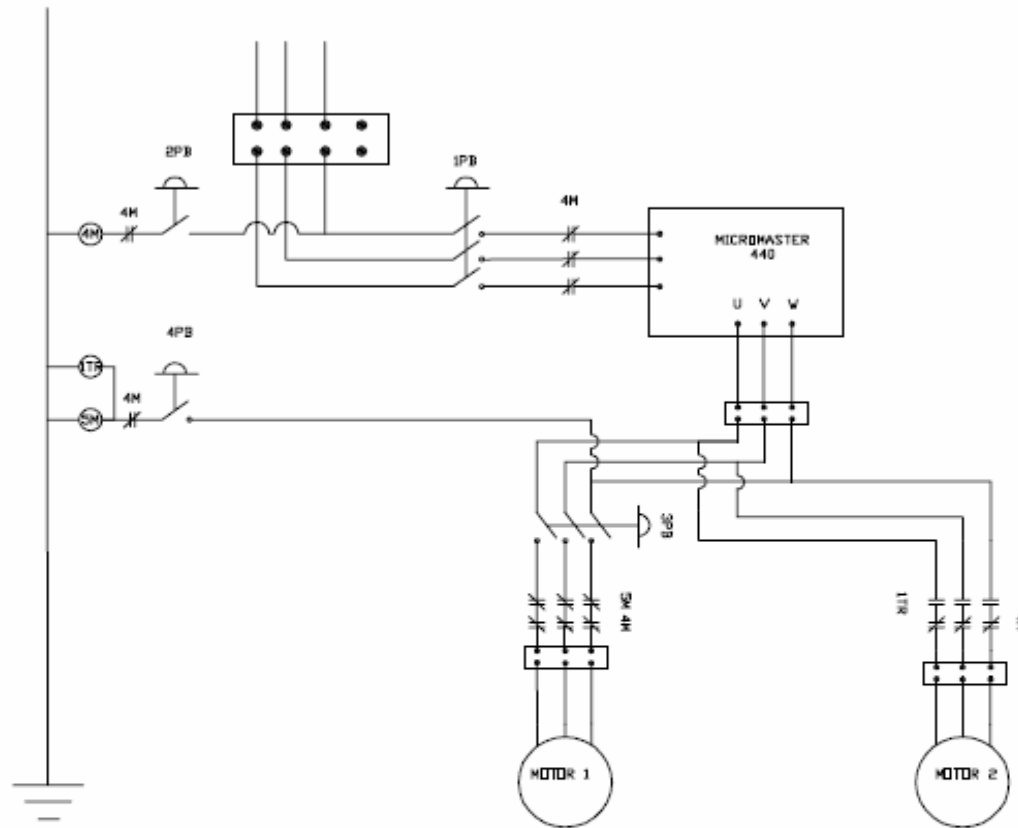 2PB
1PB
4M
4M
4M
MICROMASTER
440
U V W
4PB
1TR
4M
5M
3PB
5M 4M
1TR
MOTOR 1
MOTOR 2